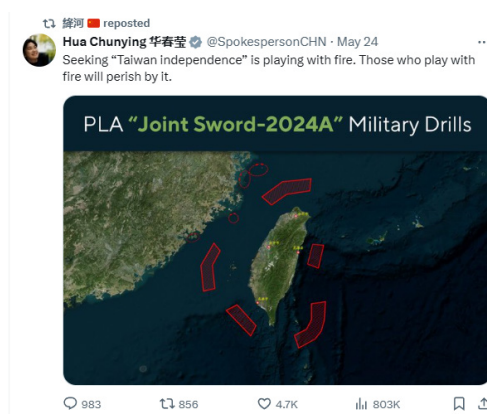 絳河 🇨🇳 reposted
Hua Chunying 华春莹 @SpokespersonCHN · May 24
Seeking “Taiwan independence” is playing with fire. Those who play with
fire will perish by it.
PLA “Joint Sword-2024A” Military Drills
983 856 4.7K 803K